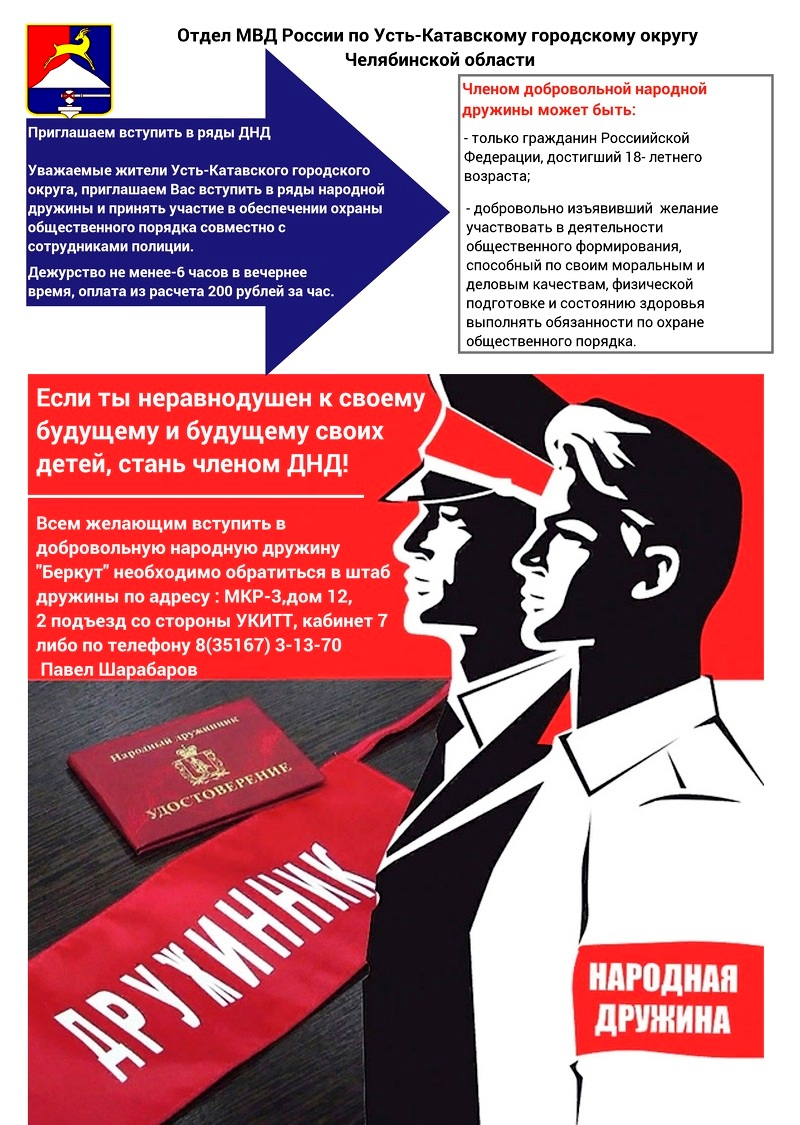 Отдел МВД России по Усть-Катавскому городскому округу
Челябинской области
Приглашаем вступить в ряды ДНД
Уважаемые жители Усть-Катавского городского
округа, приглашаем Вас вступить в ряды народной
дружины и принять участие в обеспечении охраны
общественного порядка совместно с
сотрудниками полиции.
Дежурство не менее-6 часов в вечернее
время, оплата из расчета 200 рублей за час.
Членом добровольной народной
дружины может быть:
- только гражданин Россиийской
Федерации, достигший 18- летнего
возраста;
- добровольно изъявивший желание
участвовать в деятельности
общественного формирования,
способный по своим моральным и
деловым качествам, физической
подготовке и состоянию здоровья
выполнять обязанности по охране
общественного порядка.
Если ты неравнодушен к своему
будущему и будущему своих
детей, стань членом ДНД!
Всем желающим вступить в
добровольную народную дружину
"Беркут" необходимо обратиться в штаб
дружины по адресу : МКР-3,дом 12,
2 подъезд со стороны УКИТТ, кабинет 7
либо по телефону 8(35167) 3-13-70
Павел Шарабаров
Народный дружинник
УДОСТОВЕРЕНИЕ
ДРУЖИННИК
НАРОДНАЯ
ДРУЖИНА